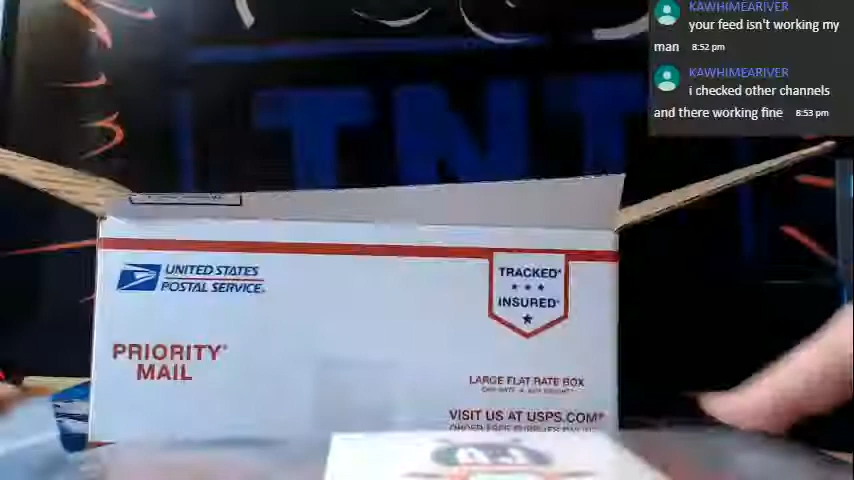 KAWHIMEARIVER
your feed isn't working my
man 8:52 pm
KAWHIMEARIVER
i checked other channels
and there working fine 8:53 pm
TNT
UNITED STATES
POSTAL SERVICE®
TRACKED*
INSURED*
PRIORITY*
MAIL
LARGE FLAT RATE BOX
VISIT US AT USPS.COM®